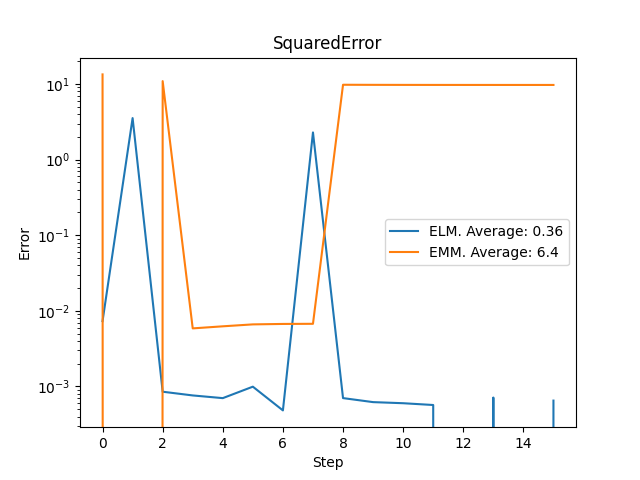 SquaredError
10¹
10⁰
10⁻¹
10⁻²
10⁻³
Error
ELM. Average: 0.36
EMM. Average: 6.4
0 2 4 6 8 10 12 14
Step